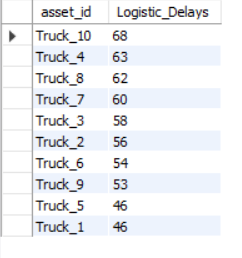 asset_id Logistic_Delays
Truck_10 68
Truck_4 63
Truck_8 62
Truck_7 60
Truck_3 58
Truck_2 56
Truck_6 54
Truck_9 53
Truck_5 46
Truck_1 46